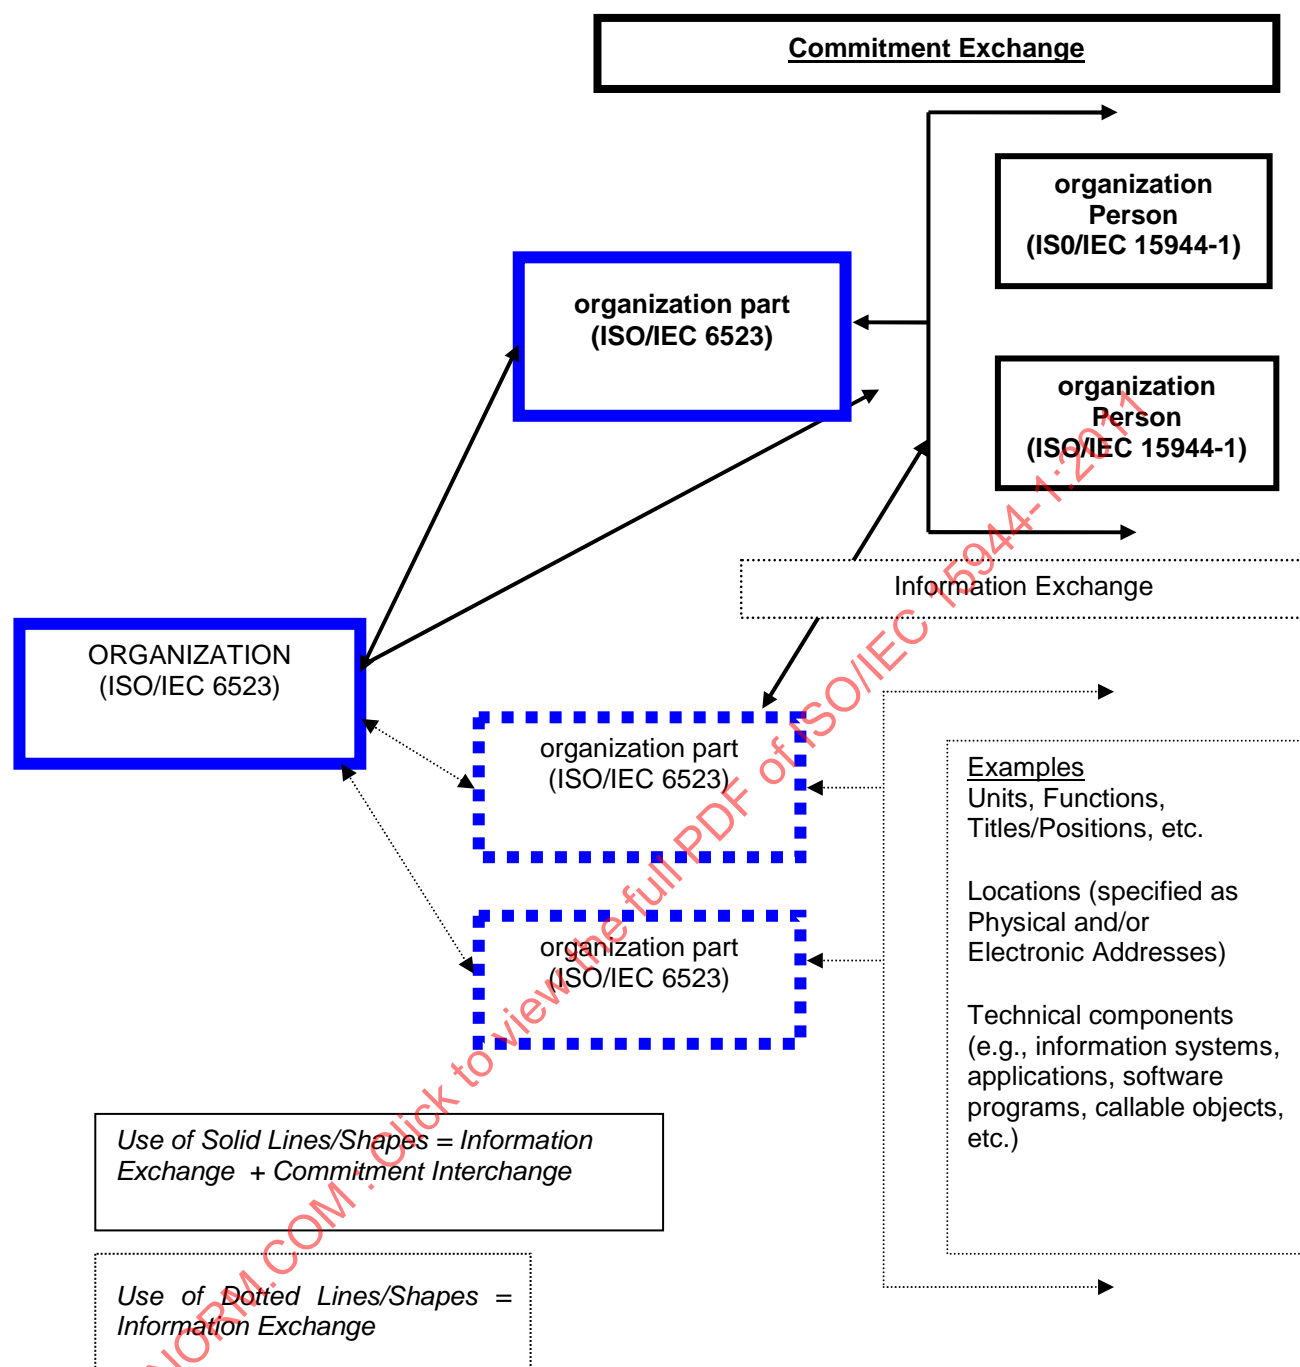 Commitment Exchange
organization
Person
(IS0/IEC 15944-1)
organization part
(ISO/IEC 6523)
organization
Person
(ISO/IEC 15944-1)
Information Exchange
ORGANIZATION
(ISO/IEC 6523)
organization part
(ISO/IEC 6523)
Examples
Units, Functions,
Titles/Positions, etc.
Locations (specified as
Physical and/or
Electronic Addresses)
Technical components
(e.g., information systems,
applications, software
programs, callable objects,
etc.)
organization part
(ISO/IEC 6523)
Use of Solid Lines/Shapes = Information
Exchange + Commitment Interchange
Use of Dotted Lines/Shapes =
Information Exchange
NORM.COM : Click to view the full PDF of ISO/IEC 15944-1:2011